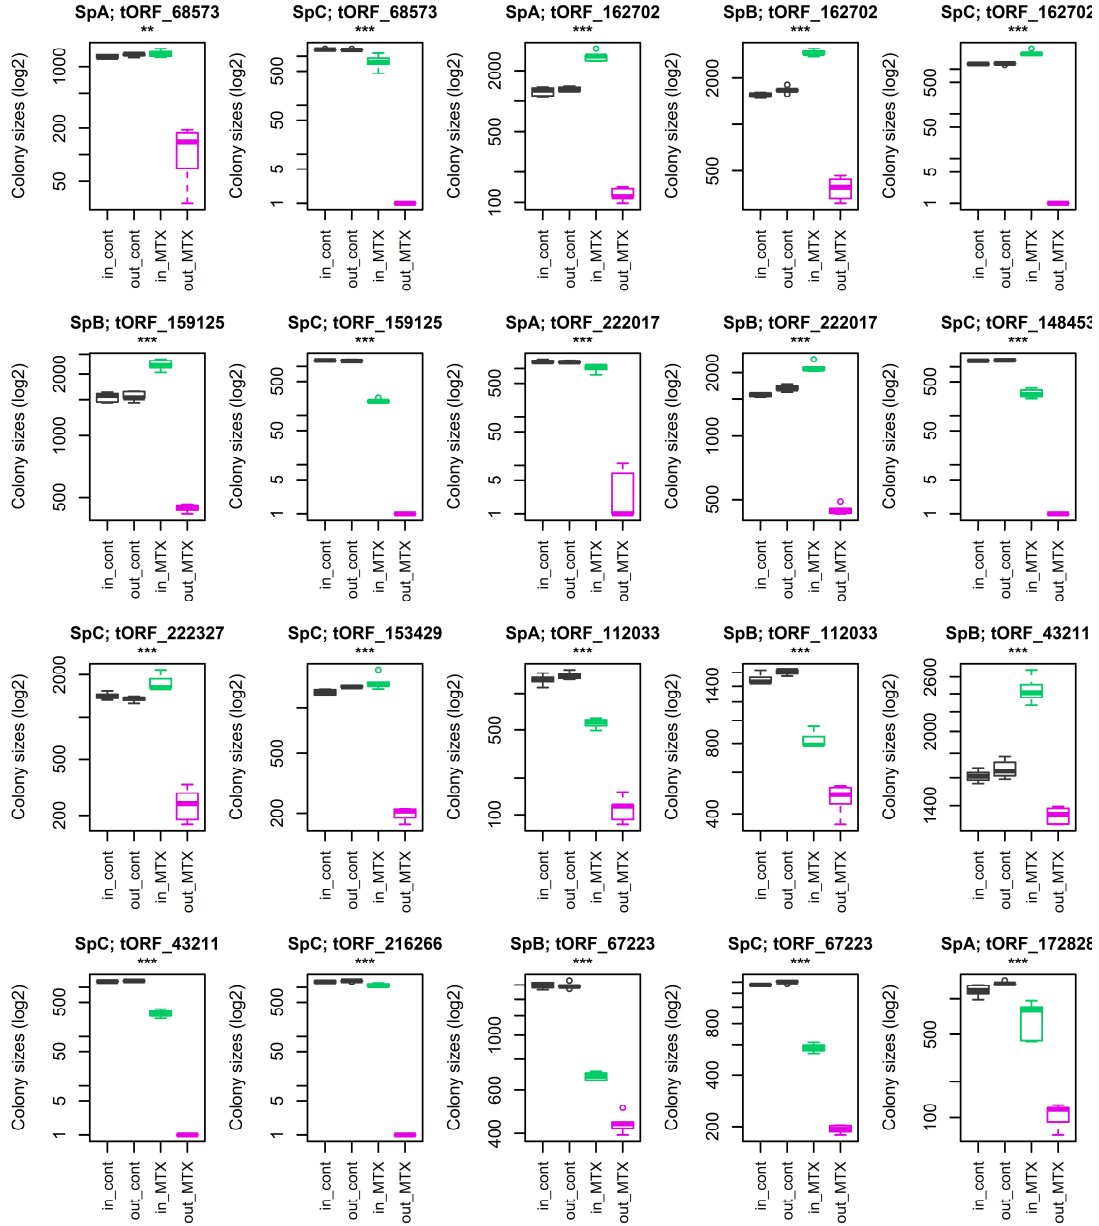 SpA; tORF_68573 SpC; tORF_68573 SpA; tORF_162702 SpB; tORF_162702 SpC; tORF_162702
** *** *** *** ***
Colony sizes (log2) Colony sizes (log2) Colony sizes (log2) Colony sizes (log2) Colony sizes (log2)
1000 500 2000 2000 500
200 50 500 500 50
50 5 100 5
1 1
in_cont out_cont in_MTX out_MTX in_cont out_cont in_MTX out_MTX in_cont out_cont in_MTX out_MTX in_cont out_cont in_MTX out_MTX in_cont out_cont in_MTX out_MTX
SpB; tORF_159125 SpC; tORF_159125 SpA; tORF_222017 SpB; tORF_222017 SpC; tORF_148453
*** *** *** *** ***
Colony sizes (log2) Colony sizes (log2) Colony sizes (log2) Colony sizes (log2) Colony sizes (log2)
2000 500 500 2000 500
1000 50 50 1000 50
500 5 5 500 5
1 1 1
in_cont out_cont in_MTX out_MTX in_cont out_cont in_MTX out_MTX in_cont out_cont in_MTX out_MTX in_cont out_cont in_MTX out_MTX in_cont out_cont in_MTX out_MTX
SpC; tORF_222327 SpC; tORF_153429 SpA; tORF_112033 SpB; tORF_112033 SpB; tORF_43211
*** *** *** *** ***
Colony sizes (log2) Colony sizes (log2) Colony sizes (log2) Colony sizes (log2) Colony sizes (log2)
2000 500 500 1400 2600
500 200 100 800 2000
200 400 1400
in_cont out_cont in_MTX out_MTX in_cont out_cont in_MTX out_MTX in_cont out_cont in_MTX out_MTX in_cont out_cont in_MTX out_MTX in_cont out_cont in_MTX out_MTX
SpC; tORF_43211 SpC; tORF_216266 SpB; tORF_67223 SpC; tORF_67223 SpA; tORF_172828
*** *** *** *** ***
Colony sizes (log2) Colony sizes (log2) Colony sizes (log2) Colony sizes (log2) Colony sizes (log2)
500 500 1000 800 500
50 50 600 400 100
5 5 400 200
1 1
in_cont out_cont in_MTX out_MTX in_cont out_cont in_MTX out_MTX in_cont out_cont in_MTX out_MTX in_cont out_cont in_MTX out_MTX in_cont out_cont in_MTX out_MTX